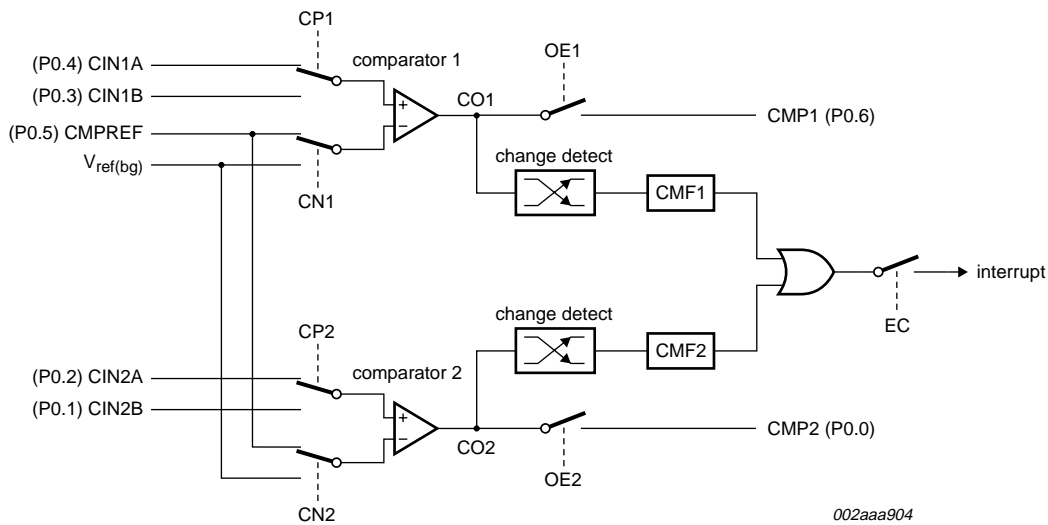 CP1
OE1
comparator 1
(P0.4) CIN1A
(P0.3) CIN1B
(P0.5) CMPREF
Vref(bg)
+
−
CO1
CMP1 (P0.6)
change detect
CMF1
CN1
interrupt
EC
change detect
CMF2
CP2
comparator 2
(P0.2) CIN2A
(P0.1) CIN2B
+
−
CO2
CMP2 (P0.0)
OE2
CN2
002aaa904